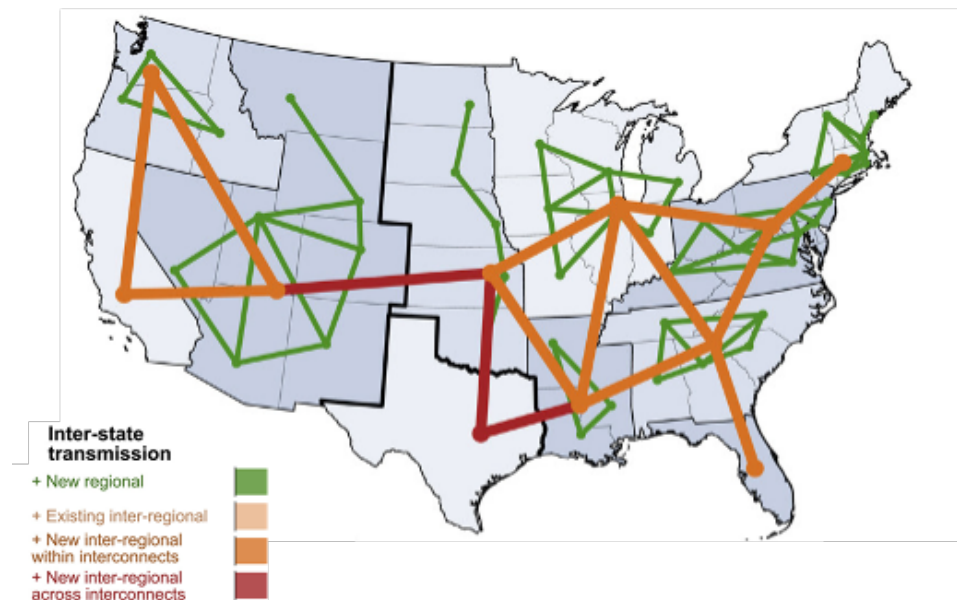 Inter-state
transmission
+ New regional
+ Existing inter-regional
+ New inter-regional
within interconnects
+ New inter-regional
across interconnects